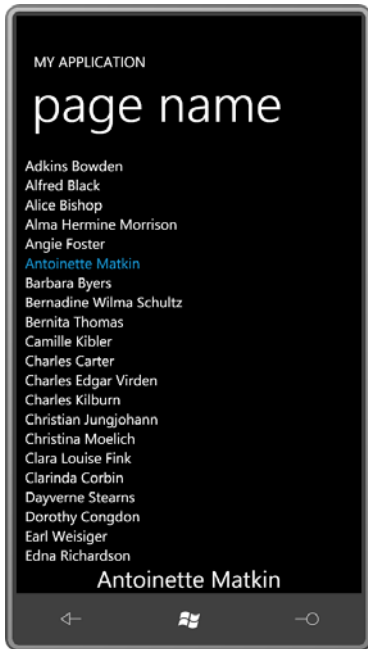 MY APPLICATION
page name
Adkins Bowden
Alfred Black
Alice Bishop
Alma Hermine Morrison
Angie Foster
Antoinette Matkin
Barbara Byers
Bernadine Wilma Schultz
Bernita Thomas
Camille Kibler
Charles Carter
Charles Edgar Virden
Charles Kilburn
Christian Jungjohann
Christina Moelich
Clara Louise Fink
Clarinda Corbin
Dayverne Stearns
Dorothy Congdon
Earl Weisiger
Edna Richardson
Antoinette Matkin